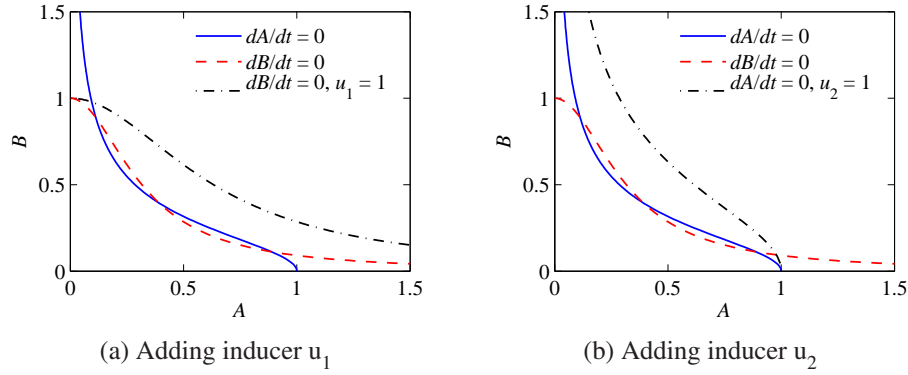 1.5
1
0.5
0
B
dA/dt = 0
dB/dt = 0
dB/dt = 0, u₁ = 1
0
0.5
1
1.5
A
(a) Adding inducer u₁
1.5
1
0.5
0
B
dA/dt = 0
dB/dt = 0
dA/dt = 0, u₂ = 1
0
0.5
1
1.5
A
(b) Adding inducer u₂